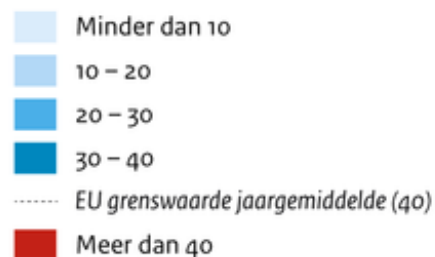 Minder dan 10
10 – 20
20 – 30
30 – 40
EU grenswaarde jaargemiddelde (40)
Meer dan 40